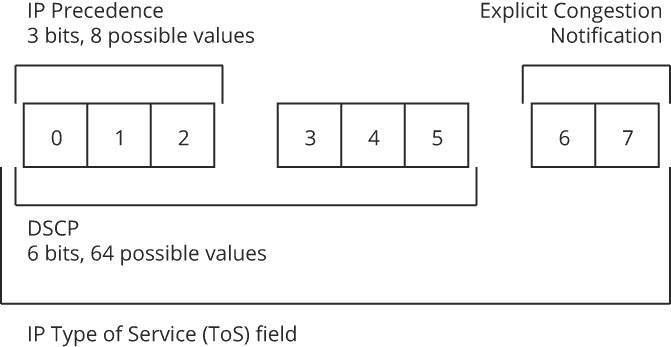 IP Precedence
3 bits, 8 possible values
Explicit Congestion
Notification
0 1 2 3 4 5 6 7
DSCP
6 bits, 64 possible values
IP Type of Service (ToS) field